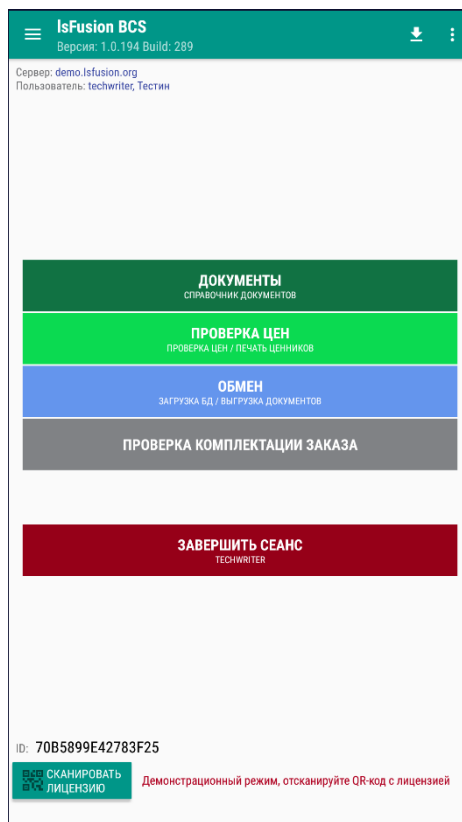 lsFusion BCS
Версия: 1.0.194 Build: 289
Сервер: demo.lsfusion.org
Пользователь: techwriter, Тестин
ДОКУМЕНТЫ
СПРАВОЧНИК ДОКУМЕНТОВ
ПРОВЕРКА ЦЕН
ПРОВЕРКА ЦЕН / ПЕЧАТЬ ЦЕННИКОВ
ОБМЕН
ЗАГРУЗКА БД / ВЫГРУЗКА ДОКУМЕНТОВ
ПРОВЕРКА КОМПЛЕКТАЦИИ ЗАКАЗА
ЗАВЕРШИТЬ СЕАНС
TECHWRITER
ID: 70B5899E42783F25
СКАНИРОВАТЬ
ЛИЦЕНЗИЮ
Демонстрационный режим, отсканируйте QR-код с лицензией